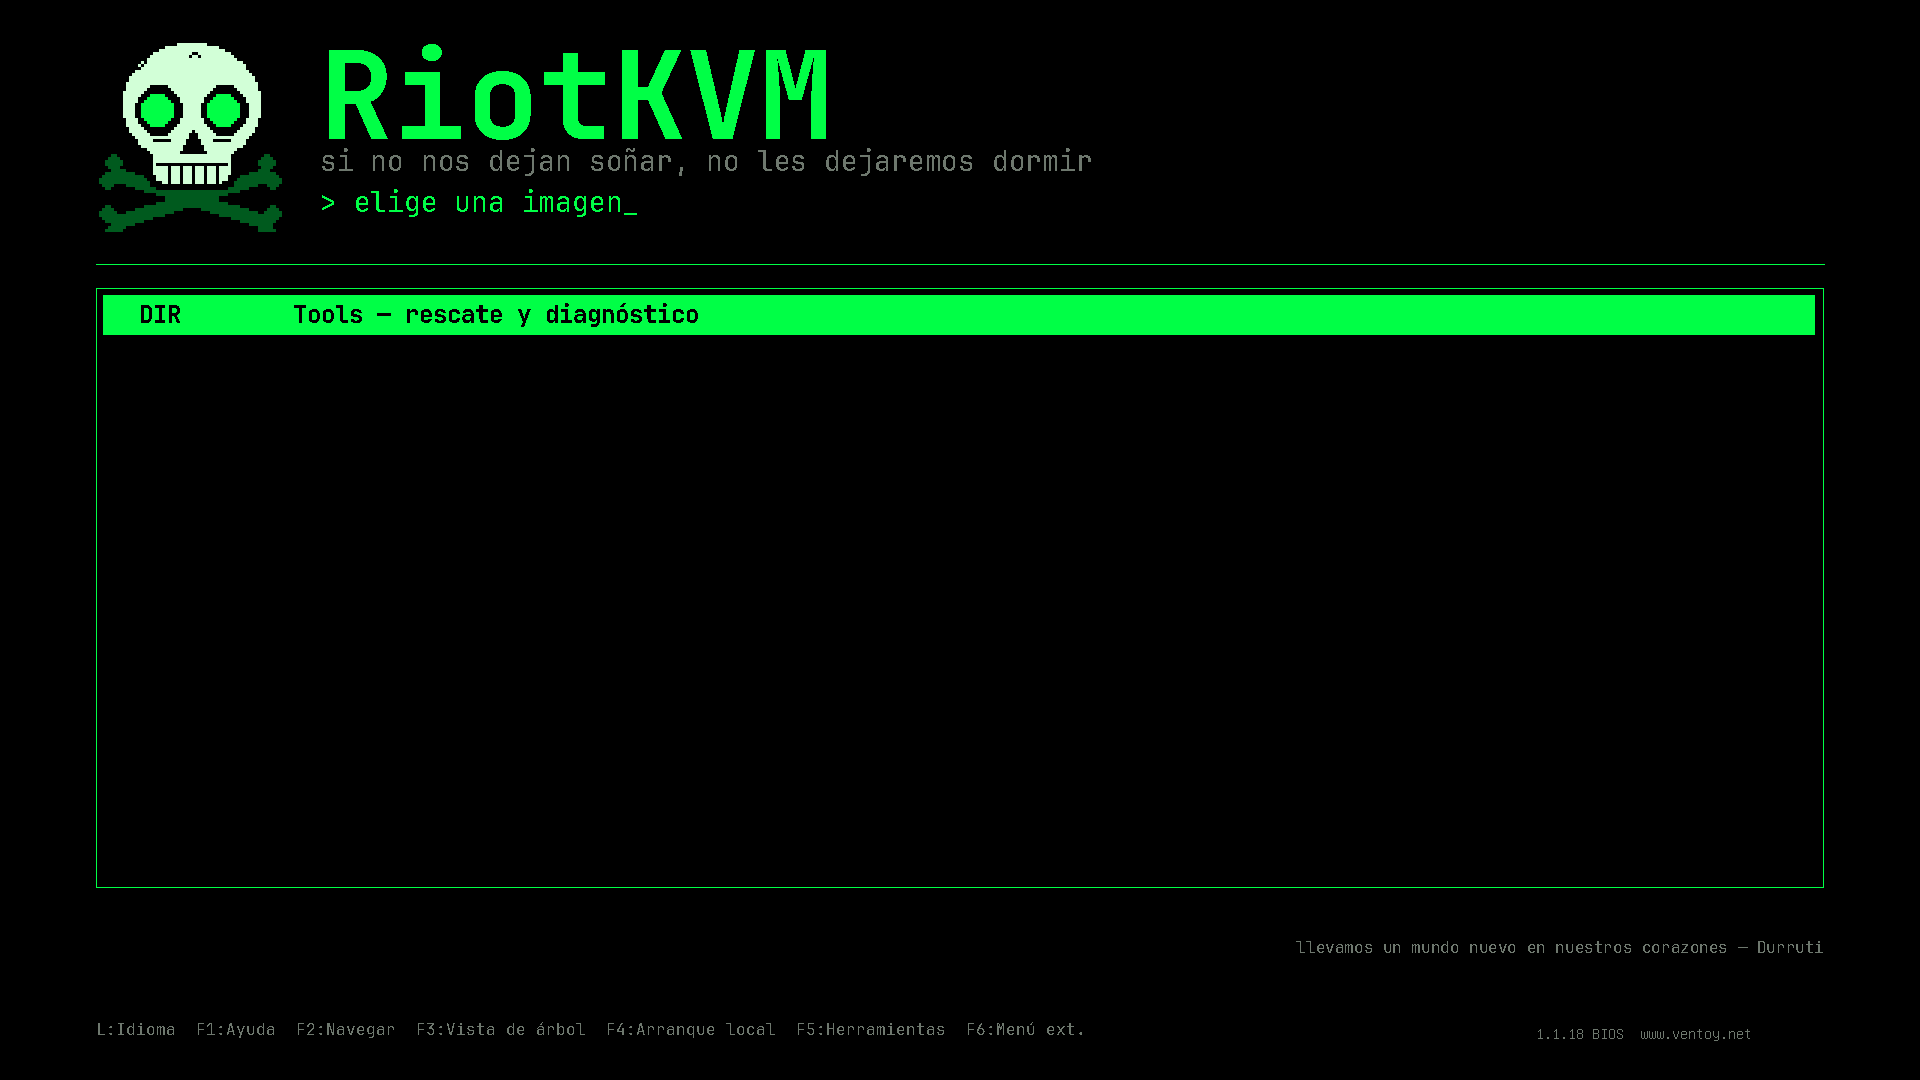 RiotKVM
si no nos dejan soñar, no les dejaremos dormir
> elige una imagen_
DIR Tools — rescate y diagnóstico
llevamos un mundo nuevo en nuestros corazones — Durruti
L:Idioma F1:Ayuda F2:Navegar F3:Vista de árbol F4:Arranque local F5:Herramientas F6:Menú ext.
1.1.18 BIOS www.ventoy.net